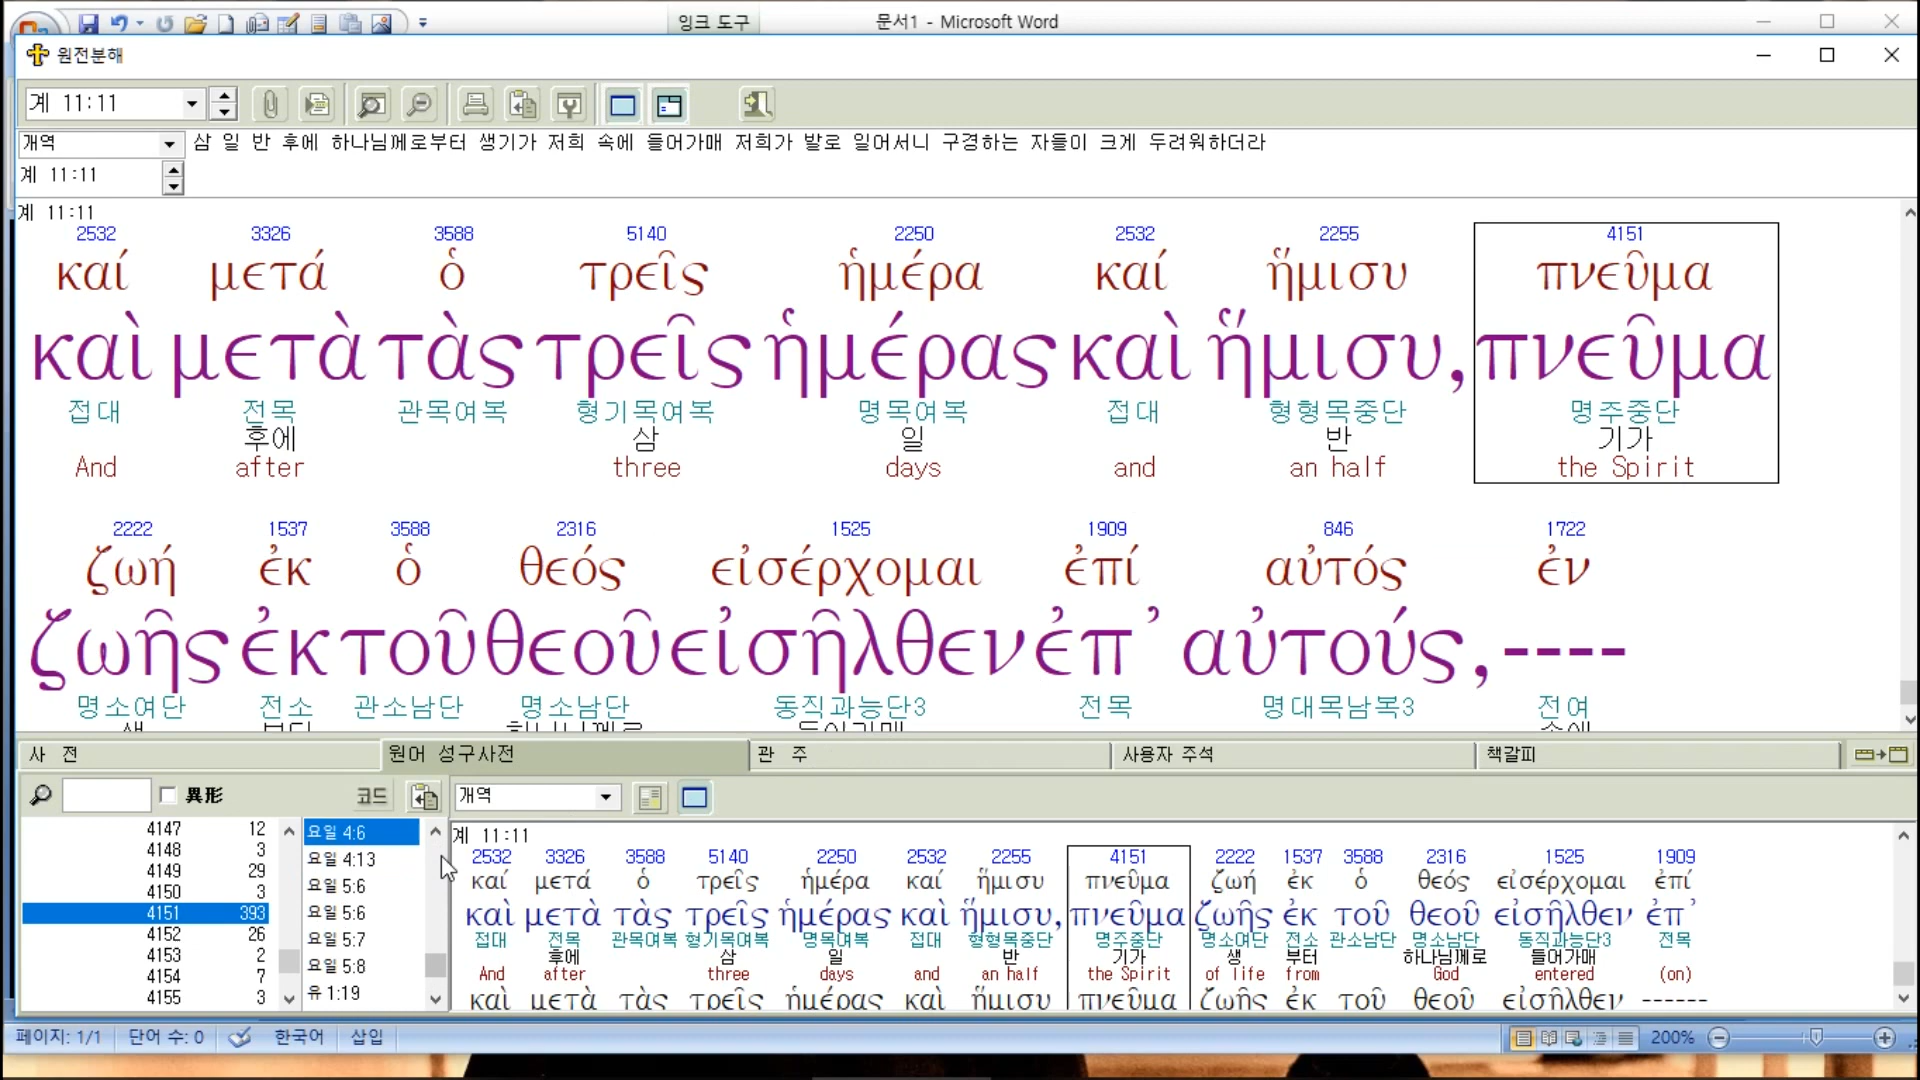 잉크 도구
문서1 - Microsoft Word
원전분해
계 11:11
개역
삼 일 반 후에 하나님께로부터 생기가 저희 속에 들어가매 저희가 발로 일어서니 구경하는 자들이 크게 두려워하더라
계 11:11
계 11:11
2532 3326 3588 5140 2250 2532 2255 4151
καί μετά ὁ τρεῖς ἡμέρα καί ἥμισυ πνεῦμα
καὶ μετὰ τὰς τρεῖς ἡμέρας καὶ ἥμισυ, πνεῦμα
접대 전목 관목여복 형기목여복 명목여복 접대 형형목중단 명주중단
후에 삼 일 반 기가
And after three days and an half the Spirit
2222 1537 3588 2316 1525 1909 846 1722
ζωή ἐκ ὁ θεός εἰσέρχομαι ἐπί αὐτός ἐν
ζωῆς ἐκ τοῦ θεοῦ εἰσῆλθεν ἐπ᾽ αὐτούς, ----
명소여단 전소 관소남단 명소남단 동직과능단3 전목 명대목남복3 전여
사 전
원어 성구사전
관 주
사용자 주석
책갈피
異形
코드
개역
4147 12
4148 3
4149 29
4150 3
4151 393
4152 26
4153 2
4154 7
4155 3
요일 4:6
요일 4:13
요일 5:6
요일 5:6
요일 5:7
요일 5:8
유 1:19
계 11:11
2532 3326 3588 5140 2250 2532 2255 4151 2222 1537 3588 2316 1525 1909
καί μετά ὁ τρεῖς ἡμέρα καί ἥμισυ πνεῦμα ζωή ἐκ ὁ θεός εἰσέρχομαι ἐπί
καὶ μετὰ τὰς τρεῖς ἡμέρας καὶ ἥμισυ, πνεῦμα ζωῆς ἐκ τοῦ θεοῦ εἰσῆλθεν ἐπ᾽
접대 전목 관목여복 형기목여복 명목여복 접대 형형목중단 명주중단 명소여단 전소 관소남단 명소남단 동직과능단3 전목
후에 삼 일 반 기가 생 부터 하나님께로 들어가매
And after three days and an half the Spirit of life from God entered (on)
καὶ μετὰ τὰς τρεῖς ἡμέρας καὶ ἥμισυ πνεῦμα ζωῆς ἐκ τοῦ θεοῦ εἰσῆλθεν ------
페이지: 1/1
단어 수: 0
한국어
삽입
200%